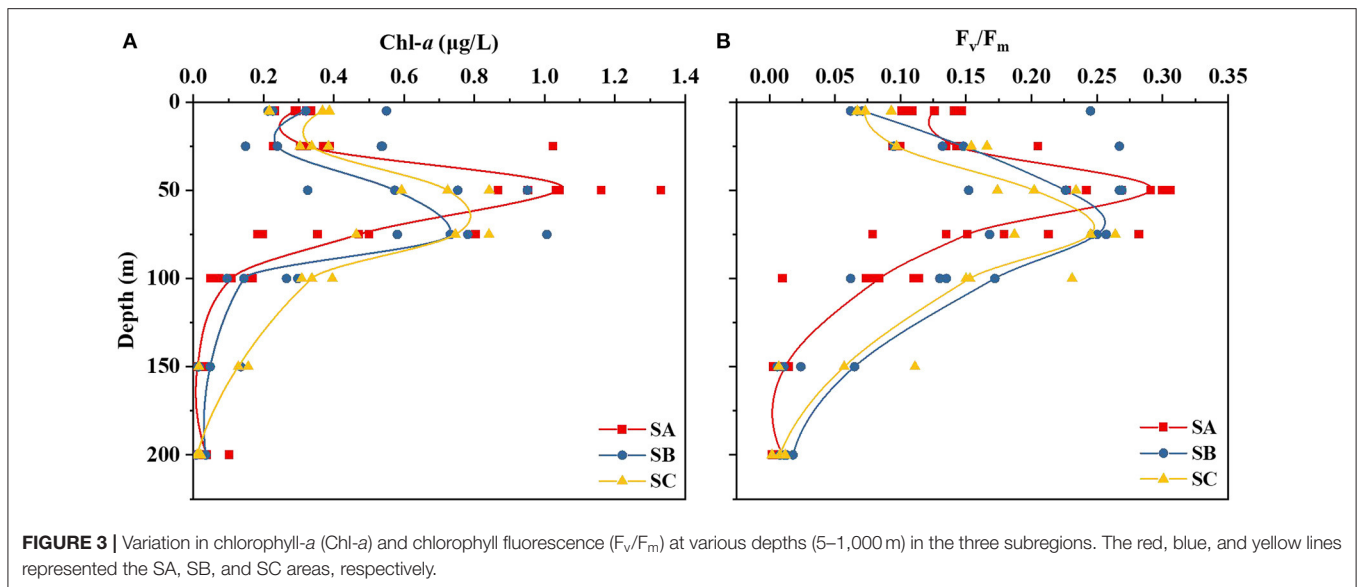 A
Chl-a (µg/L)
0.0 0.2 0.4 0.6 0.8 1.0 1.2 1.4
0
50
100
150
200
Depth (m)
SA
SB
SC
B
Fv/Fm
0.00 0.05 0.10 0.15 0.20 0.25 0.30 0.35
Depth (m)
SA
SB
SC
FIGURE 3 | Variation in chlorophyll-a (Chl-a) and chlorophyll fluorescence (Fv/Fm) at various depths (5–1,000 m) in the three subregions. The red, blue, and yellow lines
represented the SA, SB, and SC areas, respectively.